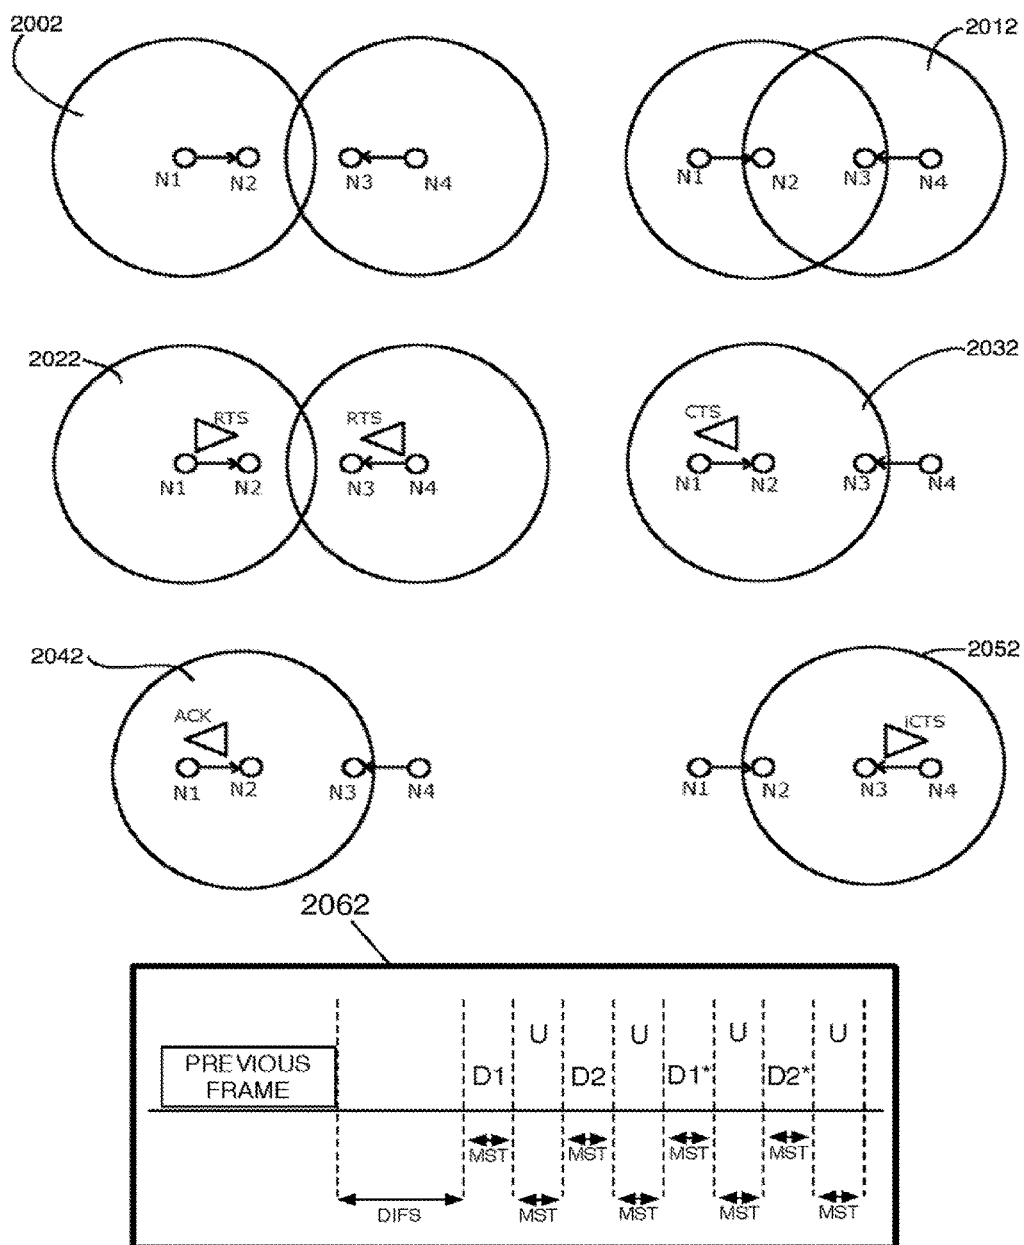 2002
2012
N1
N2
N3
N4
N1
N2
N3
N4
2022
2032
RTS
RTS
CTS
N1
N2
N3
N4
N1
N2
N3
N4
2042
2052
ACK
iCTS
N1
N2
N3
N4
N1
N2
N3
N4
2062
U
U
U
U
PREVIOUS
FRAME
D1
D2
D1*
D2*
MST
MST
MST
MST
DIFS
MST
MST
MST
MST